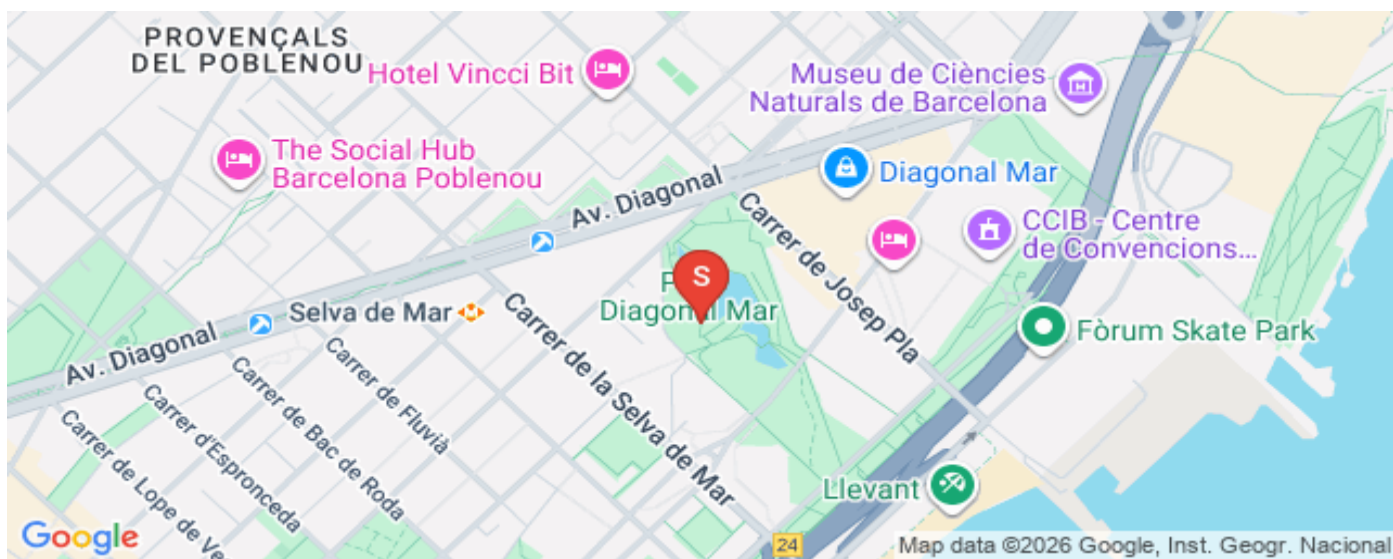 PROVENÇALS
DEL POBLENOU
Hotel Vincci Bit
Museu de Ciències
Naturals de Barcelona
The Social Hub
Barcelona Poblenou
Diagonal Mar
Av. Diagonal
Carrer de Josep Pla
CCIB - Centre
de Convencions...
S
Diagonal Mar
Selva de Mar
Fòrum Skate Park
Av. Diagonal
Carrer de la Selva de Mar
Carrer de Fluvià
Carrer de Bac de Roda
Carrer d'Espronceda
Carrer de Lope de Ve
Llevant
24
Google
Map data ©2026 Google, Inst. Geogr. Nacional